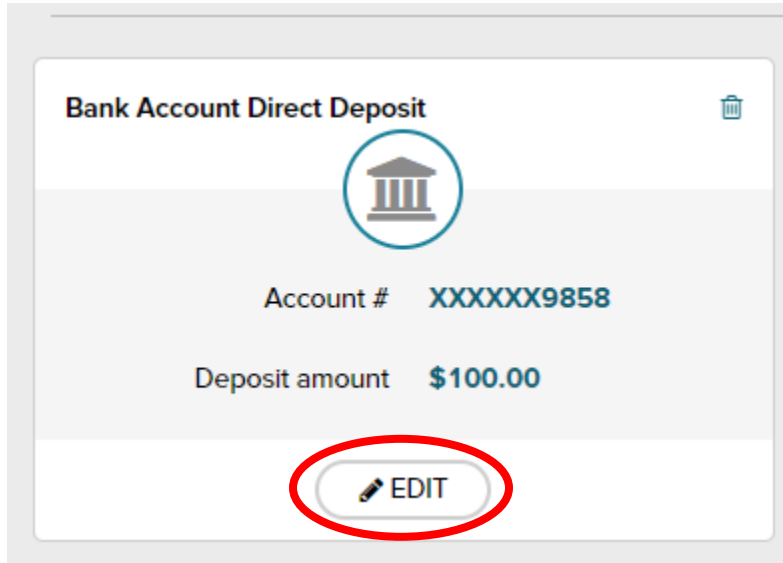 Bank Account Direct Deposit
Account # XXXXXX9858
Deposit amount $100.00
EDIT